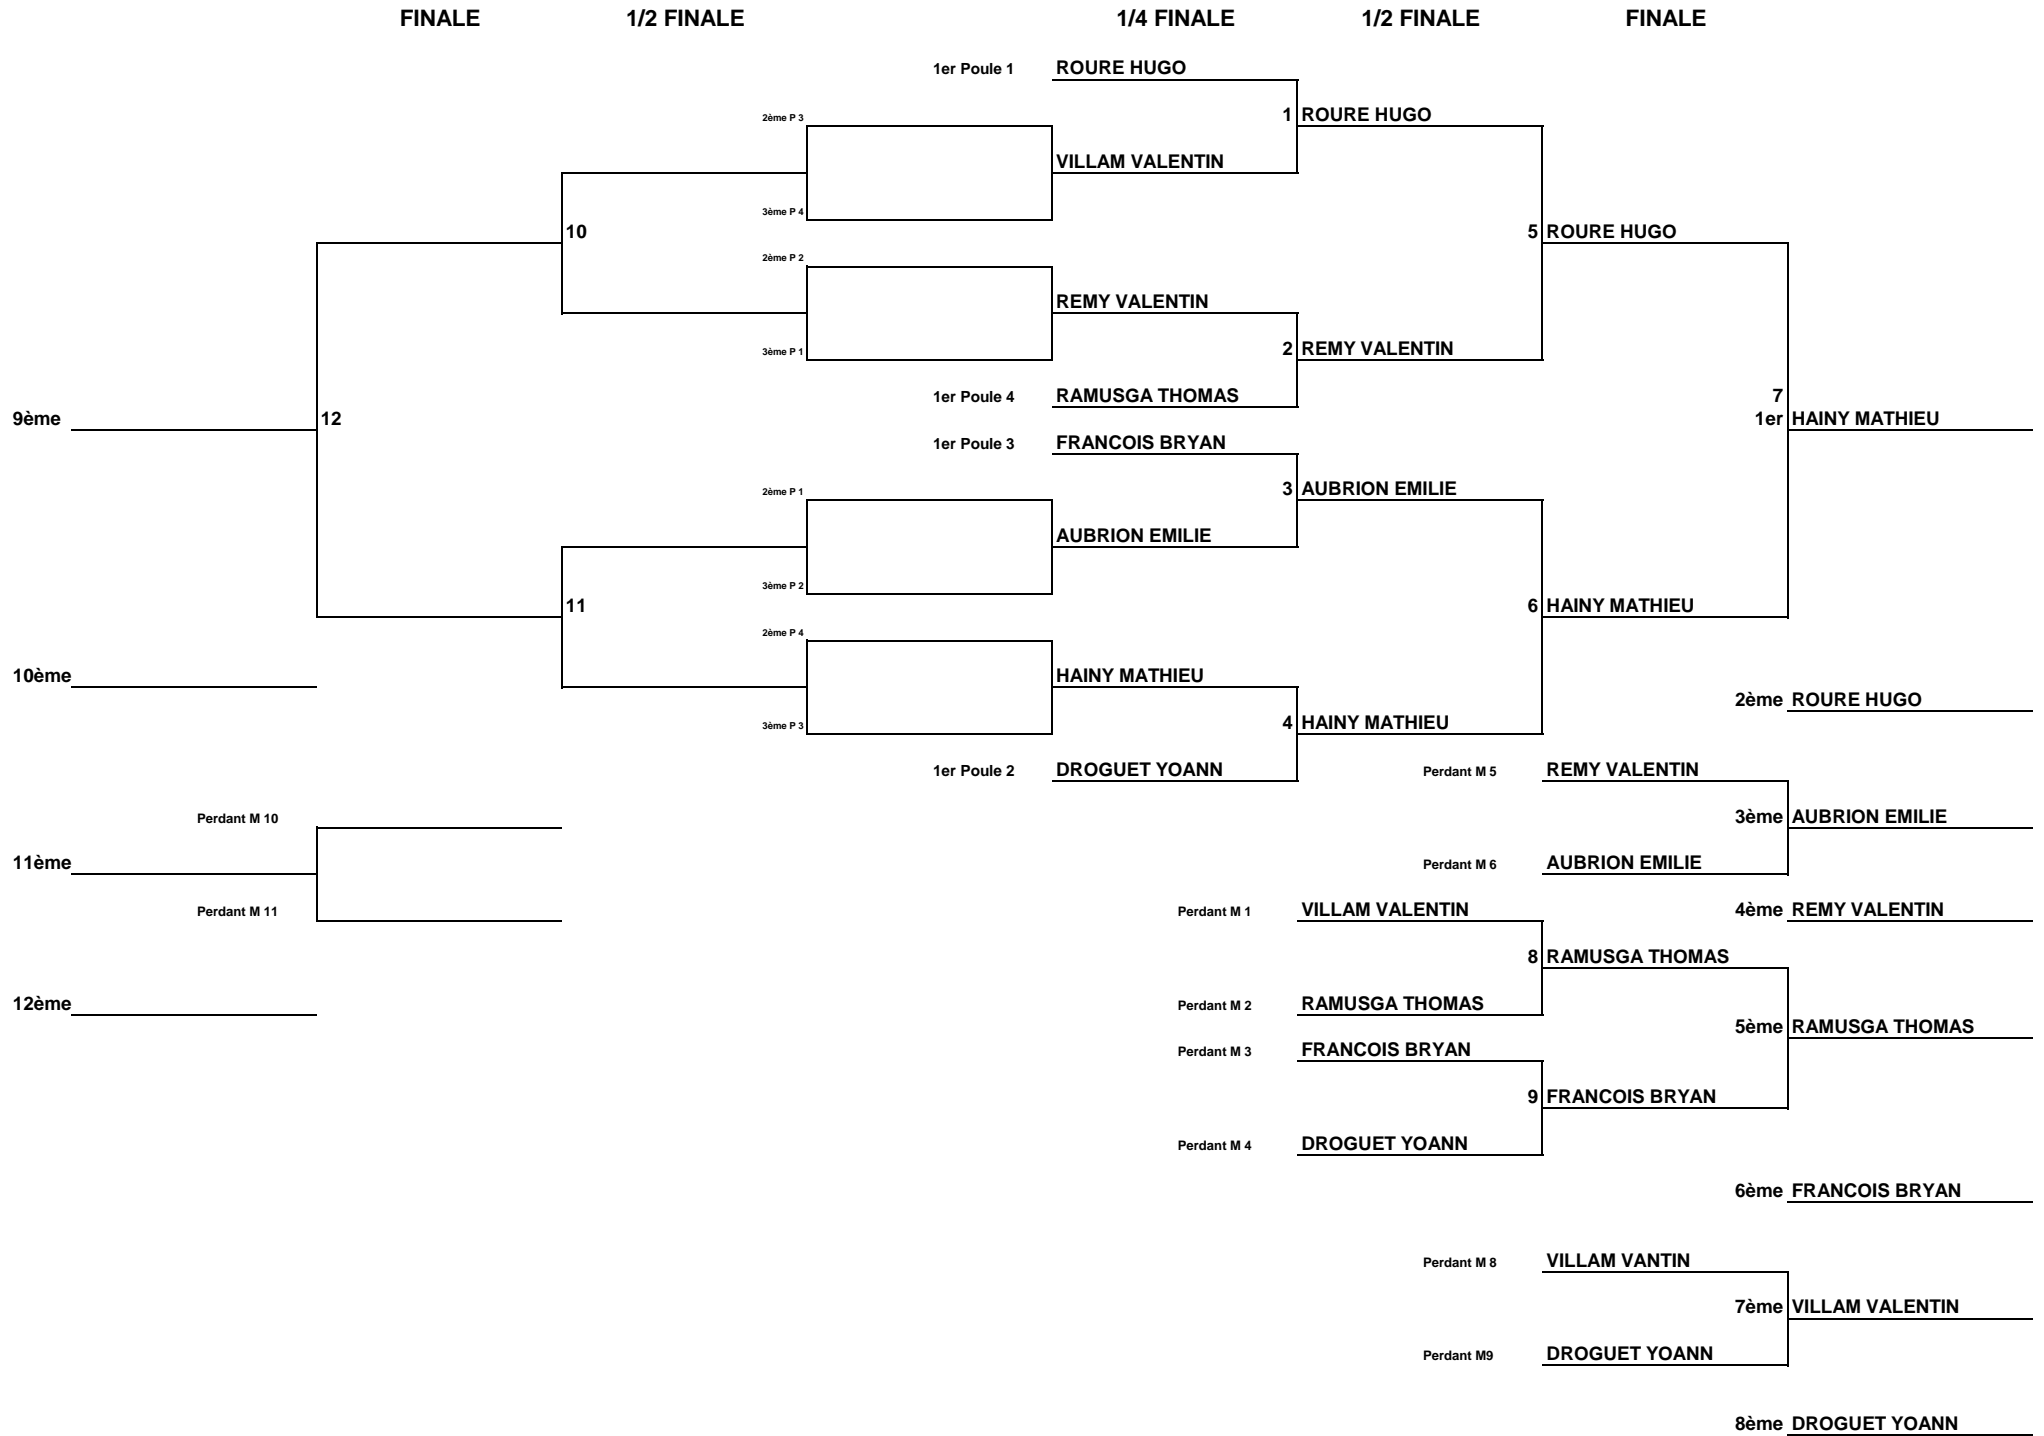 FINALE 1/2 FINALE 1/4 FINALE 1/2 FINALE FINALE
1er Poule 1 ROURE HUGO
2ème P 3 1 ROURE HUGO
VILLAM VALENTIN
3ème P 4
10 5 ROURE HUGO
2ème P 2
REMY VALENTIN
3ème P 1 2 REMY VALENTIN
1er Poule 4 RAMUSGA THOMAS 7
9ème 12 1er HAINY MATHIEU
1er Poule 3 FRANCOIS BRYAN
2ème P 1 3 AUBRION EMILIE
AUBRION EMILIE
3ème P 2
11 6 HAINY MATHIEU
2ème P 4
10ème HAINY MATHIEU
2ème ROURE HUGO
3ème P 3 4 HAINY MATHIEU
1er Poule 2 DROGUET YOANN Perdant M 5 REMY VALENTIN
Perdant M 10 3ème AUBRION EMILIE
11ème Perdant M 6 AUBRION EMILIE
Perdant M 11 Perdant M 1 VILLAM VALENTIN 4ème REMY VALENTIN
8 RAMUSGA THOMAS
12ème Perdant M 2 RAMUSGA THOMAS
5ème RAMUSGA THOMAS
Perdant M 3 FRANCOIS BRYAN
9 FRANCOIS BRYAN
Perdant M 4 DROGUET YOANN
6ème FRANCOIS BRYAN
Perdant M 8 VILLAM VANTIN
7ème VILLAM VALENTIN
Perdant M9 DROGUET YOANN
8ème DROGUET YOANN